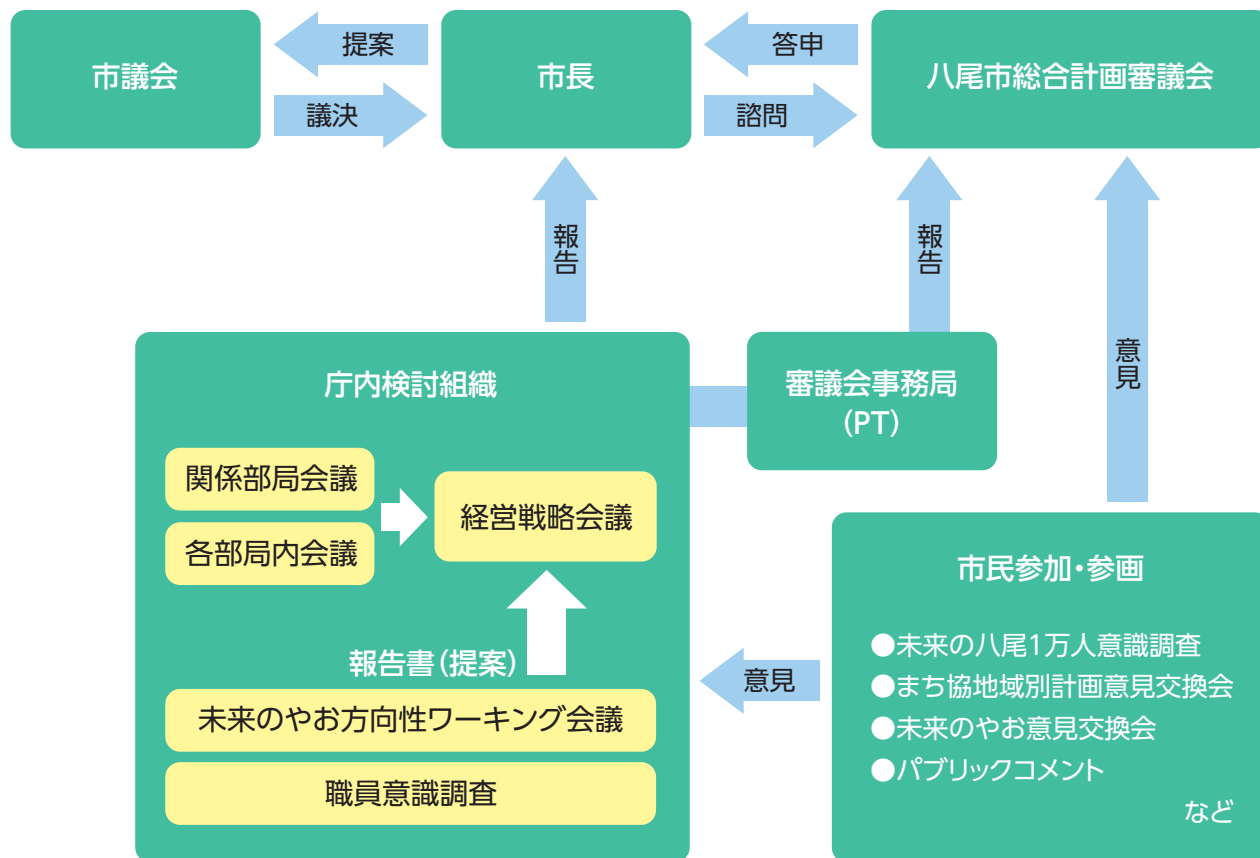 市議会
提案
議決
市長
答申
諮問
八尾市総合計画審議会
報告
報告
意見
庁内検討組織
審議会事務局
(PT)
関係部局会議
各部局内会議
経営戦略会議
報告書(提案)
未来のやお方向性ワーキング会議
職員意識調査
意見
市民参加・参画
●未来の八尾1万人意識調査
●まち協地域別計画意見交換会
●未来のやお意見交換会
●パブリックコメント
など